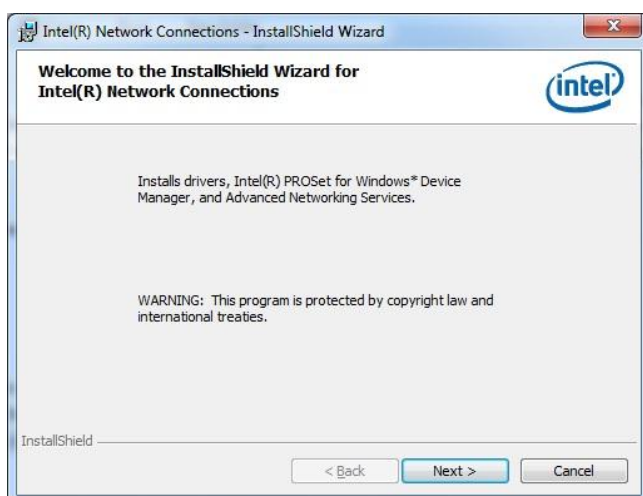 Intel(R) Network Connections - InstallShield Wizard
Welcome to the InstallShield Wizard for
Intel(R) Network Connections
intel
Installs drivers, Intel(R) PROSet for Windows* Device
Manager, and Advanced Networking Services.
WARNING: This program is protected by copyright law and
international treaties.
InstallShield
< Back Next > Cancel